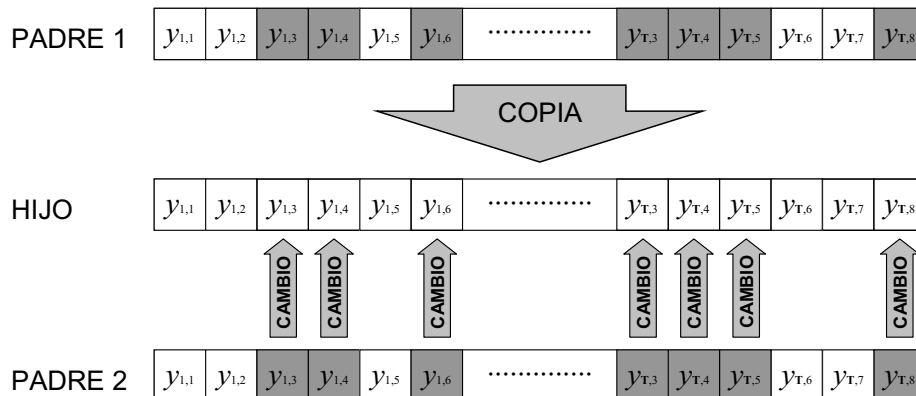 PADRE 1 y1,1 y1,2 y1,3 y1,4 y1,5 y1,6 ............... yT,3 yT,4 yT,5 yT,6 yT,7 yT,8
COPIA
HIJO y1,1 y1,2 y1,3 y1,4 y1,5 y1,6 ............... yT,3 yT,4 yT,5 yT,6 yT,7 yT,8
CAMBIO CAMBIO CAMBIO CAMBIO CAMBIO CAMBIO CAMBIO
PADRE 2 y1,1 y1,2 y1,3 y1,4 y1,5 y1,6 ............... yT,3 yT,4 yT,5 yT,6 yT,7 yT,8